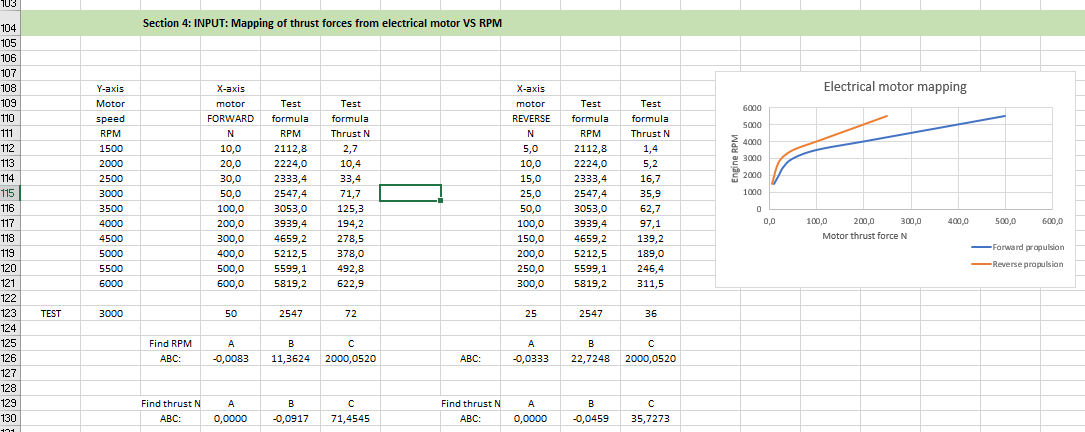 103
104 Section 4: INPUT: Mapping of thrust forces from electrical motor VS RPM
105
106
107
108 Y-axis X-axis X-axis
109 Motor motor Test Test motor Test Test
110 speed FORWARD formula formula REVERSE formula formula
111 RPM N RPM Thrust N N RPM Thrust N
112 1500 10,0 2112,8 2,7 5,0 2112,8 1,4
113 2000 20,0 2224,0 10,4 10,0 2224,0 5,2
114 2500 30,0 2333,4 33,4 15,0 2333,4 16,7
115 3000 50,0 2547,4 71,7 25,0 2547,4 35,9
116 3500 100,0 3053,0 125,3 50,0 3053,0 62,7
117 4000 200,0 3939,4 194,2 100,0 3939,4 97,1
118 4500 300,0 4659,2 278,5 150,0 4659,2 139,2
119 5000 400,0 5212,5 378,0 200,0 5212,5 189,0
120 5500 500,0 5599,1 492,8 250,0 5599,1 246,4
121 6000 600,0 5819,2 622,9 300,0 5819,2 311,5
122
123 TEST 3000 50 2547 72 25 2547 36
124
125 Find RPM A B C A B C
126 ABC: -0,0083 11,3624 2000,0520 ABC: -0,0333 22,7248 2000,0520
127
128
129 Find thrust N A B C Find thrust N A B C
130 ABC: 0,0000 -0,0917 71,4545 ABC: 0,0000 -0,0459 35,7273
Electrical motor mapping
Engine RPM
6000
5000
4000
3000
2000
1000
0
0,0 100,0 200,0 300,0 400,0 500,0 600,0
Motor thrust force N
Forward propulsion
Reverse propulsion